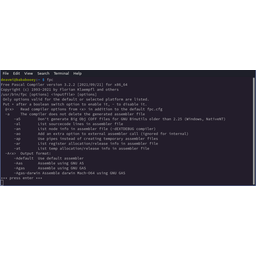 File Edit View Search Terminal Help
$ fpc
Free Pascal Compiler version 3.2.2 [2021/06/21] for x86_64
Copyright (c) 1993-2021 by Florian Klaempfl and others
/usr/bin/fpc [options] <inputfile> [options]
Only options valid for the default or selected platform are listed.
Put + after a boolean switch option to enable it, - to disable it.
@<x> Read compiler options from <x> in addition to the default fpc.cfg
-a The compiler does not delete the generated assembler file
-a5 Don't generate Big Obj COFF files for GNU Binutils older than 2.25 (Windows, NativeNT)
-al List sourcecode lines in assembler file
-an List node info in assembler file (-dEXTDEBUG compiler)
-ao Add an extra option to external assembler call (ignored for internal)
-ap Use pipes instead of creating temporary assembler files
-ar List register allocation/release info in assembler file
-at List temp allocation/release info in assembler file
-A<x> Output format:
-Adefault Use default assembler
-Aas Assemble using GNU AS
-Agas Assemble using GNU GAS
-Agas-darwin Assemble darwin Mach-O64 using GNU GAS
*** press enter ***